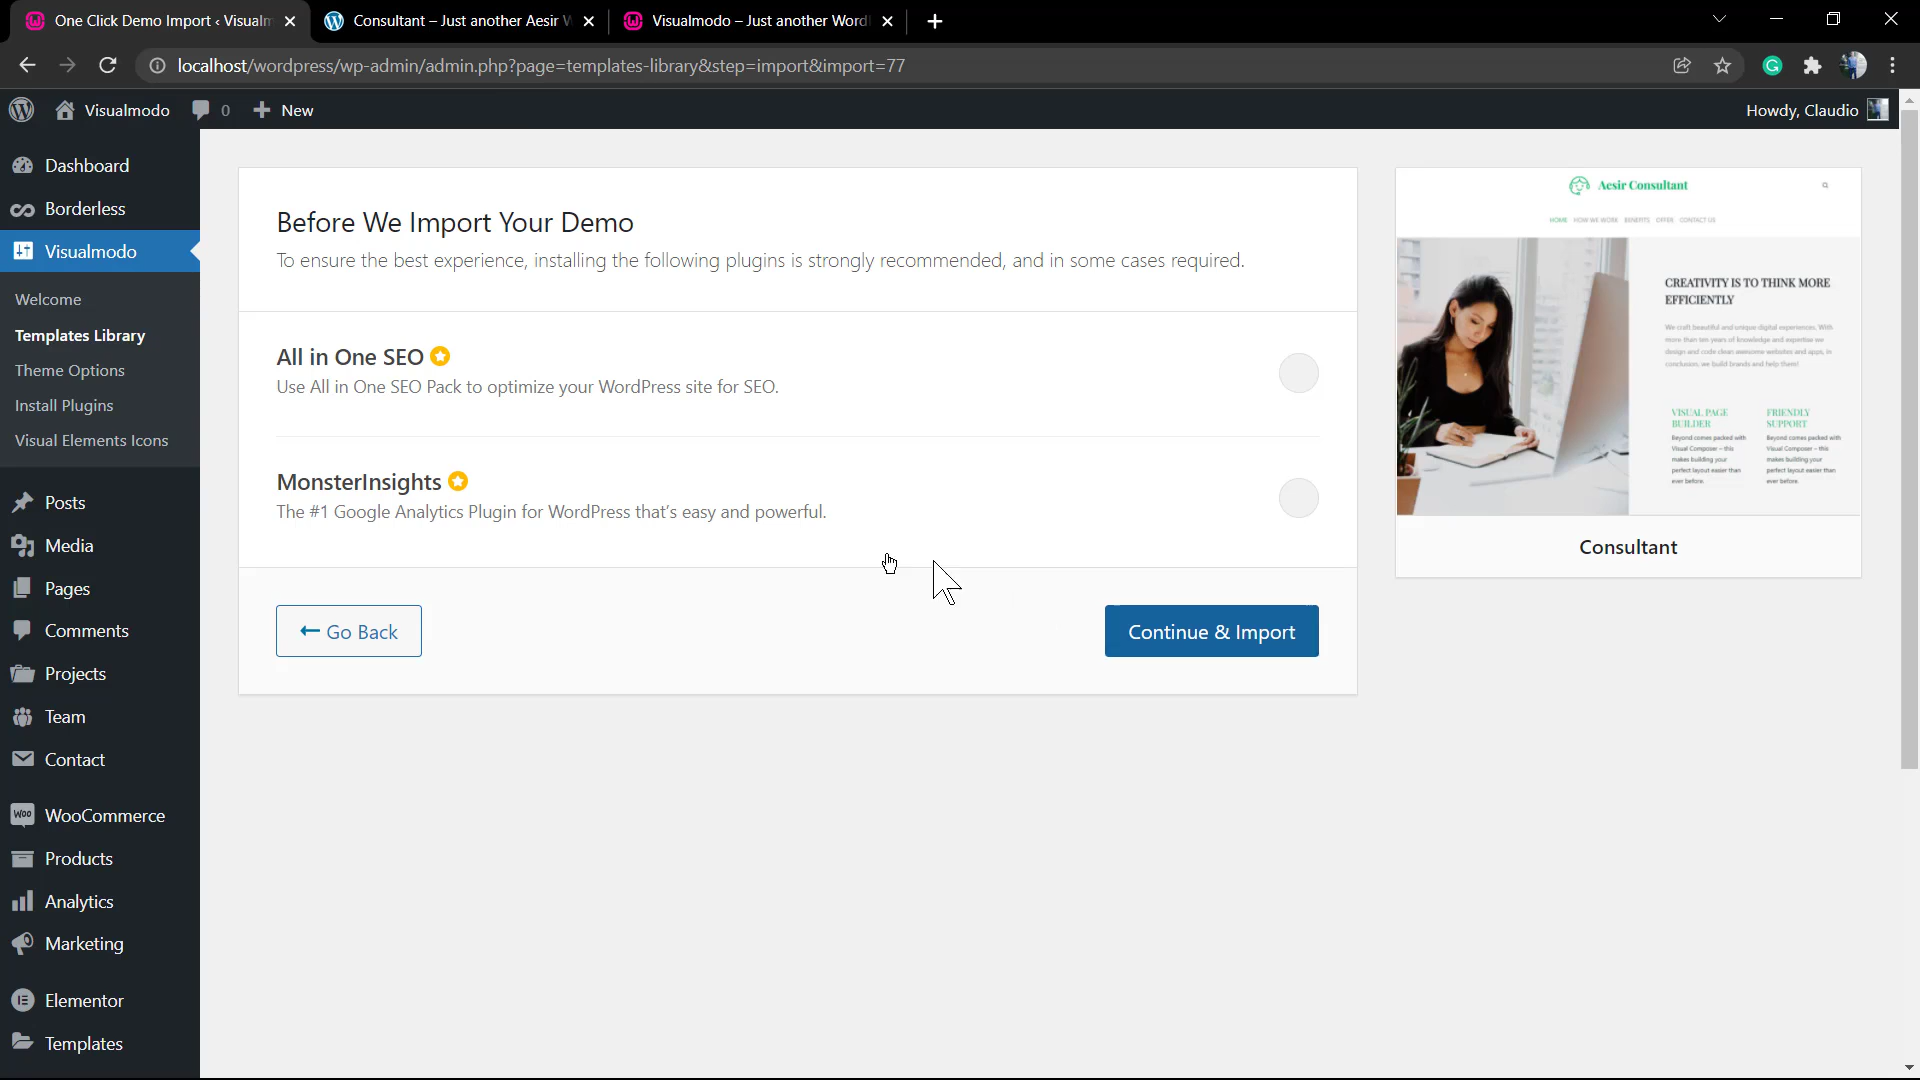 One Click Demo Import ‹ Visualm
Consultant – Just another Aesir W
Visualmodo – Just another Word
localhost/wordpress/wp-admin/admin.php?page=templates-library&step=import&import=77
Visualmodo
0
New
Howdy, Claudio
Dashboard
Borderless
Visualmodo
Welcome
Templates Library
Theme Options
Install Plugins
Visual Elements Icons
Posts
Media
Pages
Comments
Projects
Team
Contact
WooCommerce
Products
Analytics
Marketing
Elementor
Templates
Before We Import Your Demo
To ensure the best experience, installing the following plugins is strongly recommended, and in some cases required.
All in One SEO
Use All in One SEO Pack to optimize your WordPress site for SEO.
MonsterInsights
The #1 Google Analytics Plugin for WordPress that's easy and powerful.
Go Back
Continue & Import
Aesir Consultant
HOME HOW WE WORK BENEFITS OFFER CONTACT US
CREATIVITY IS TO THINK MORE
EFFICIENTLY
We craft beautiful and unique digital experiences. With
more than ten years of knowledge and expertise we
design and code clean awesome websites and apps, in
conclusion, we build brands and help them!
VISUAL PAGE
BUILDER
Beyond comes packed with
Visual Composer – this
makes building your
perfect layout easier than
ever before.
FRIENDLY
SUPPORT
Beyond comes packed with
Visual Composer – this
makes building your
perfect layout easier than
ever before.
Consultant